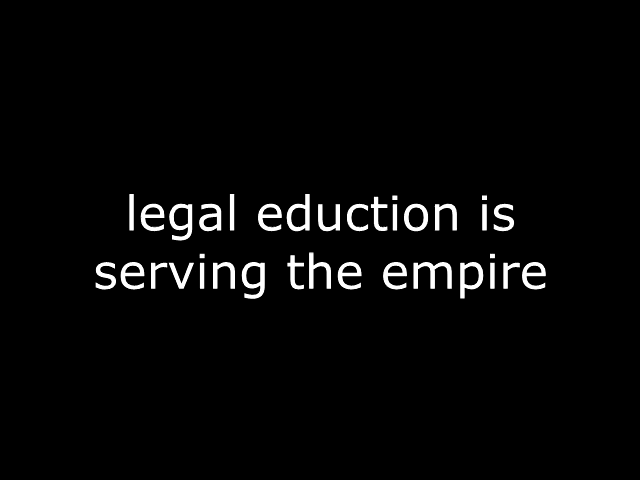 legal eduction is
serving the empire